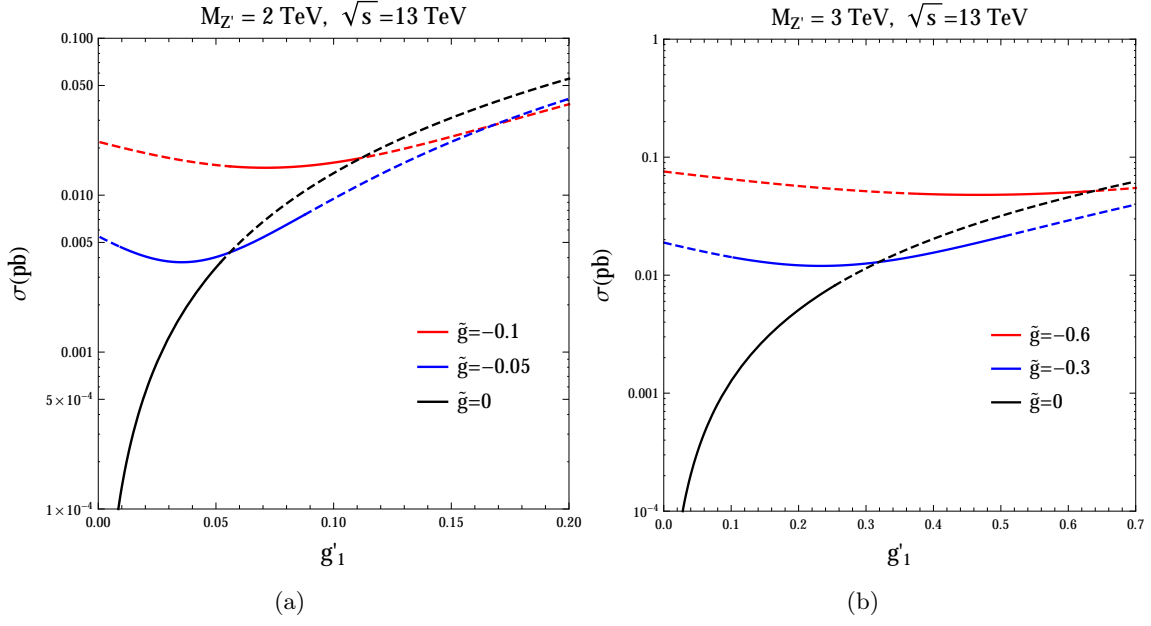 M_Z' = 2 TeV, √s =13 TeV
0.100
0.050
0.010
0.005
0.001
5×10⁻⁴
1×10⁻⁴
σ(pb)
g̃=−0.1
g̃=−0.05
g̃=0
0.00 0.05 0.10 0.15 0.20
g'₁
(a)
M_Z' = 3 TeV, √s =13 TeV
1
0.1
0.01
0.001
10⁻⁴
σ(pb)
g̃=−0.6
g̃=−0.3
g̃=0
0.0 0.1 0.2 0.3 0.4 0.5 0.6 0.7
g'₁
(b)